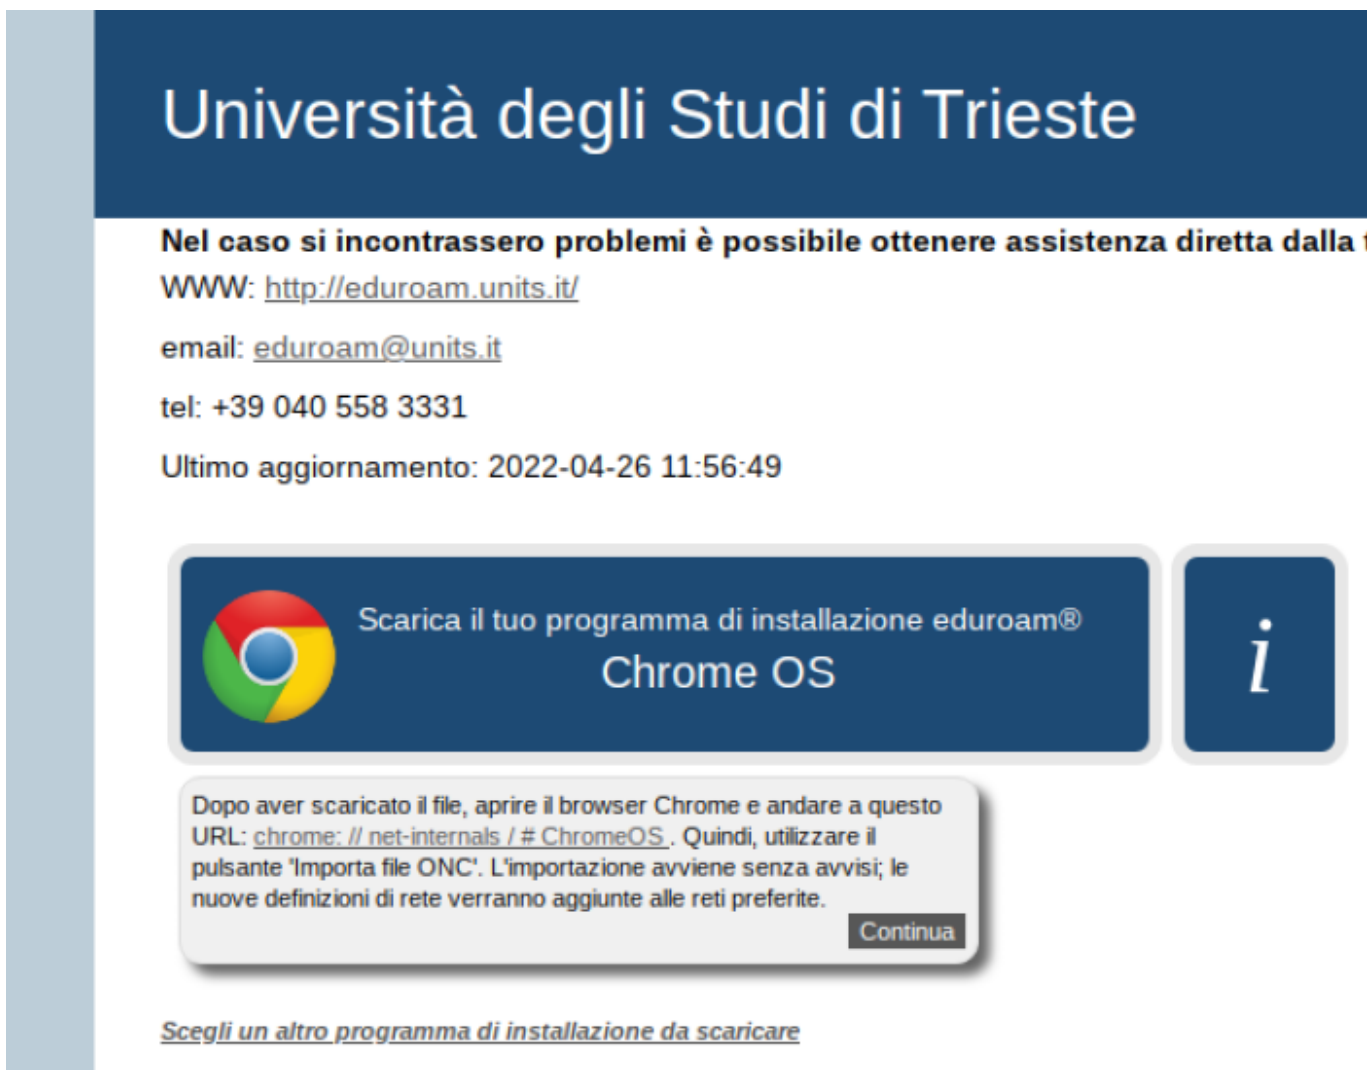 Università degli Studi di Trieste
Nel caso si incontrassero problemi è possibile ottenere assistenza diretta dalla
WWW: http://eduroam.units.it/
email: eduroam@units.it
tel: +39 040 558 3331
Ultimo aggiornamento: 2022-04-26 11:56:49
Scarica il tuo programma di installazione eduroam®
Chrome OS
i
Dopo aver scaricato il file, aprire il browser Chrome e andare a questo
URL: chrome: // net-internals / # ChromeOS . Quindi, utilizzare il
pulsante 'Importa file ONC'. L'importazione avviene senza avvisi; le
nuove definizioni di rete verranno aggiunte alle reti preferite.
Continua
Scegli un altro programma di installazione da scaricare